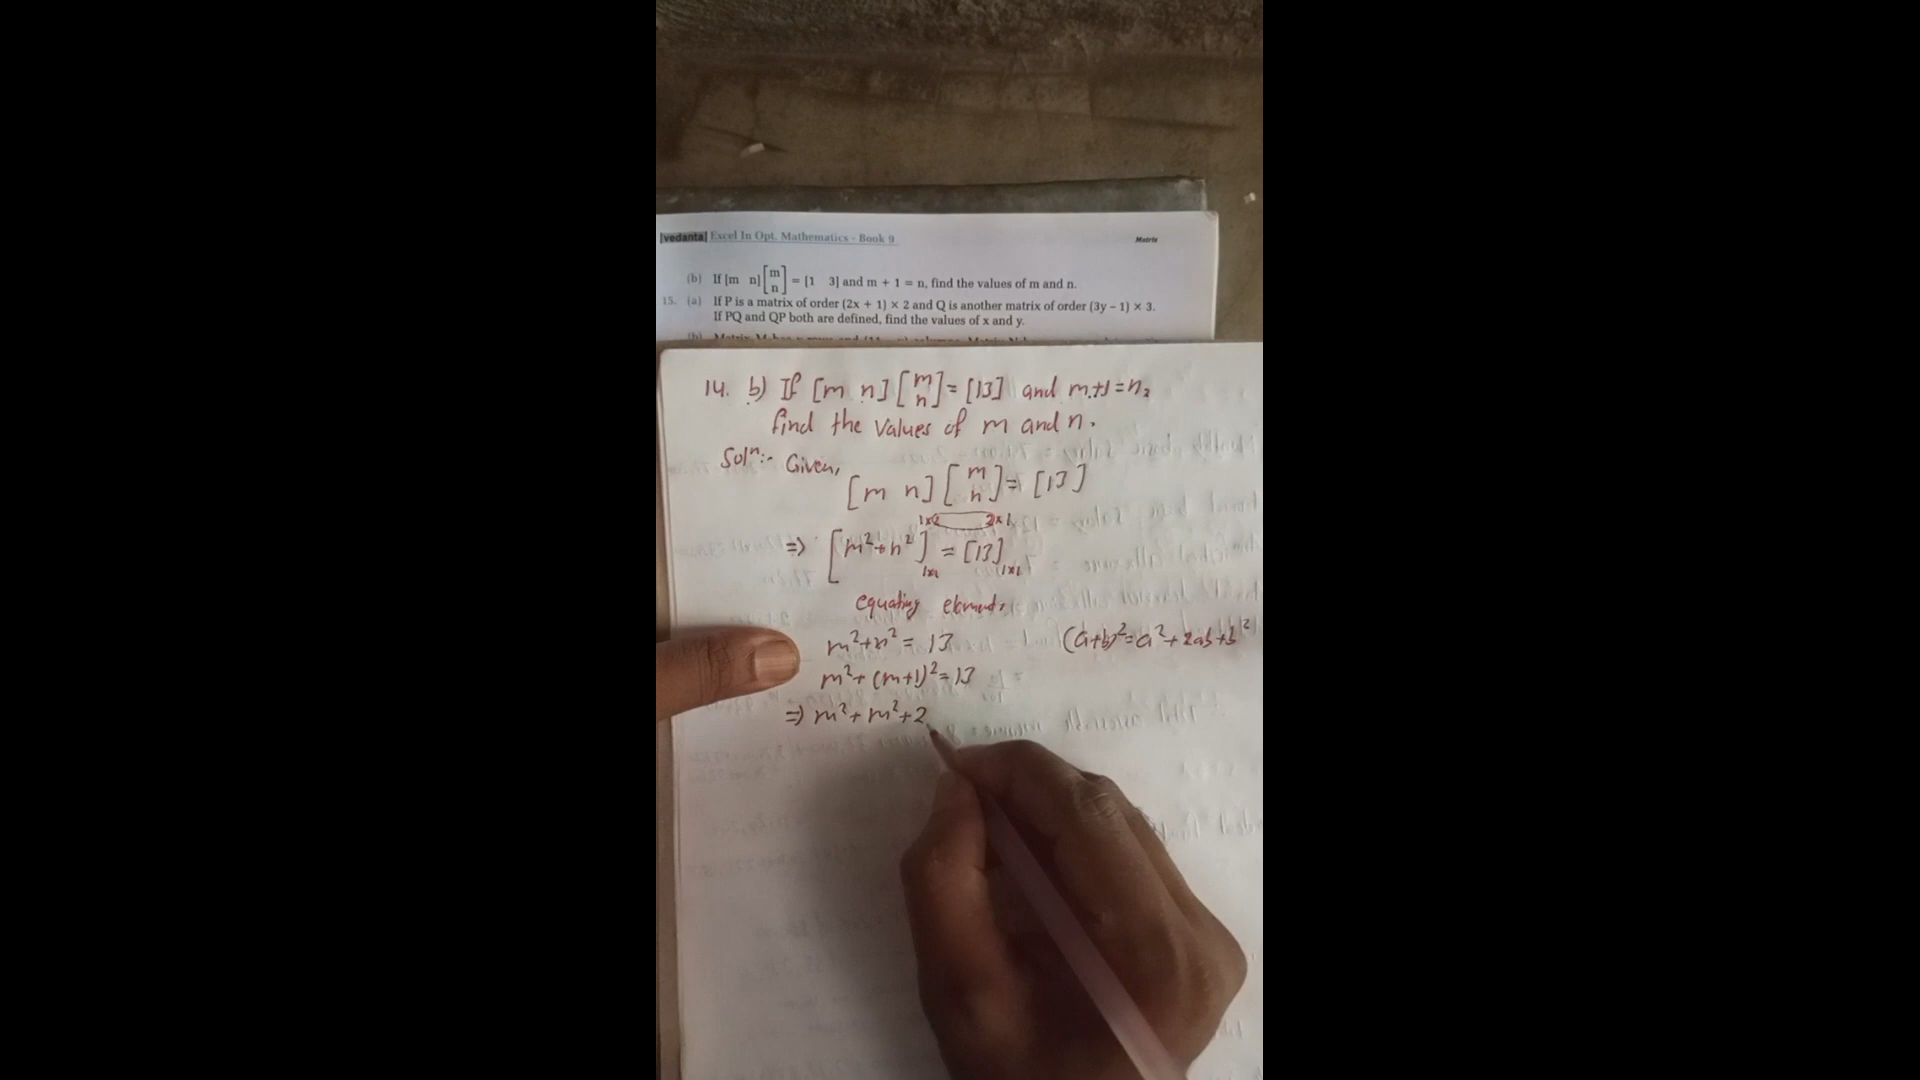 vedanta Excel In Opt. Mathematics - Book 9
Matrix
(b) If [m n] [m n] = [1 3] and m + 1 = n, find the values of m and n.
15. (a) If P is a matrix of order (2x + 1) × 2 and Q is another matrix of order (3y – 1) × 3.
If PQ and QP both are defined, find the values of x and y.
14. b) If [m n] [m n] = [13] and m+1=n,
find the values of m and n.
Solⁿ:- Given,
[m n] [m n] = [13]
1×2 2×1
=> [m²+n²]1×1 = [13]1×1
equating element,
m²+n² = 13
(a+b)²=a²+2ab+b²
m²+(m+1)²=13
=> m²+m²+2